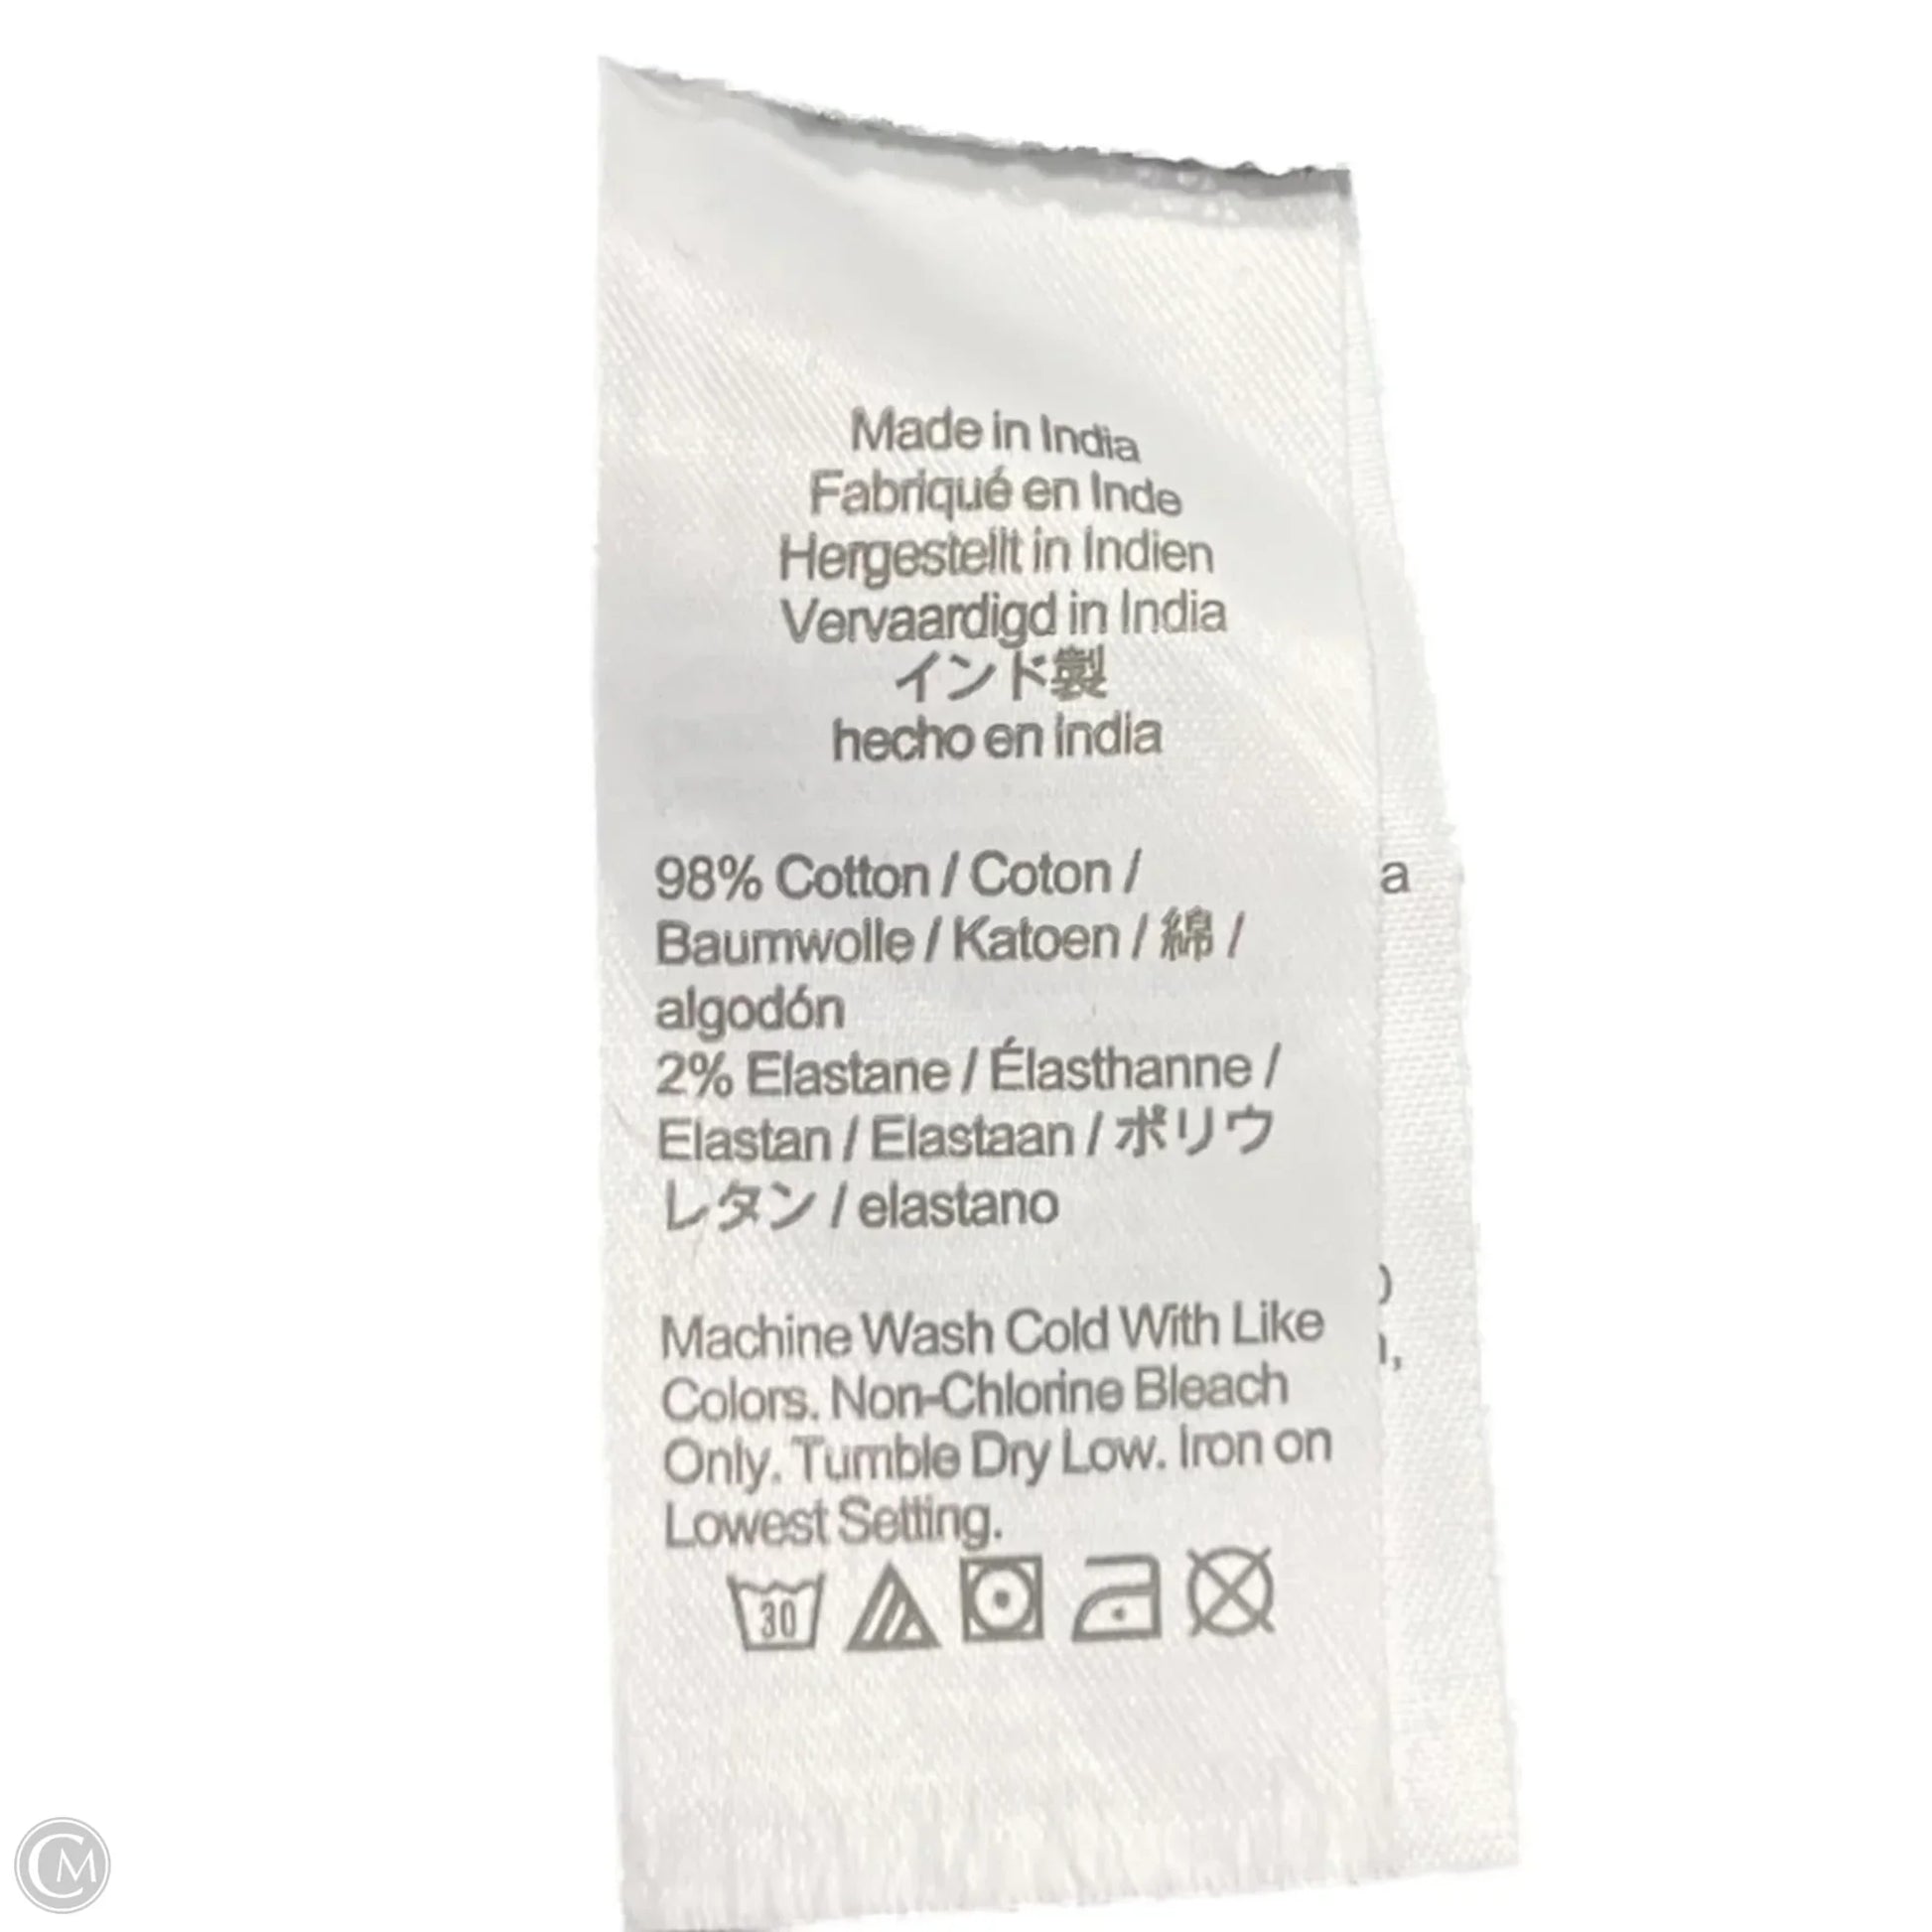 Made in India
Fabriqué en Inde
Hergestellt in Indien
Vervaardigd in India
インド製
hecho en india
98% Cotton / Coton /
Baumwolle / Katoen / 綿 /
algodón
2% Elastane / Élasthanne /
Elastan / Elastaan / ポリウ
レタン / elastano
Machine Wash Cold With Like
Colors. Non-Chlorine Bleach
Only. Tumble Dry Low. Iron on
Lowest Setting.
30
a
CM